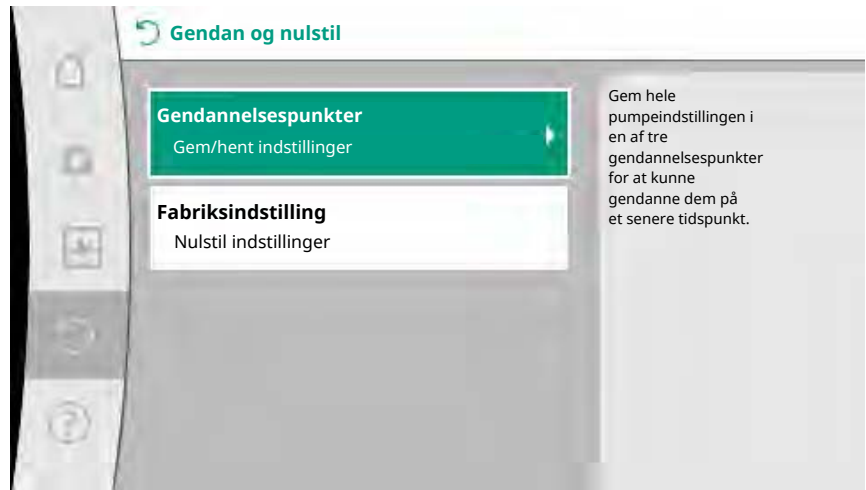 Gendan og nulstil
Gendannelsespunkter
Gem/hent indstillinger
Fabriksindstilling
Nulstil indstillinger
Gem hele
pumpeindstillingen i
en af tre
gendannelsespunkter
for at kunne
gendanne dem på
et senere tidspunkt.